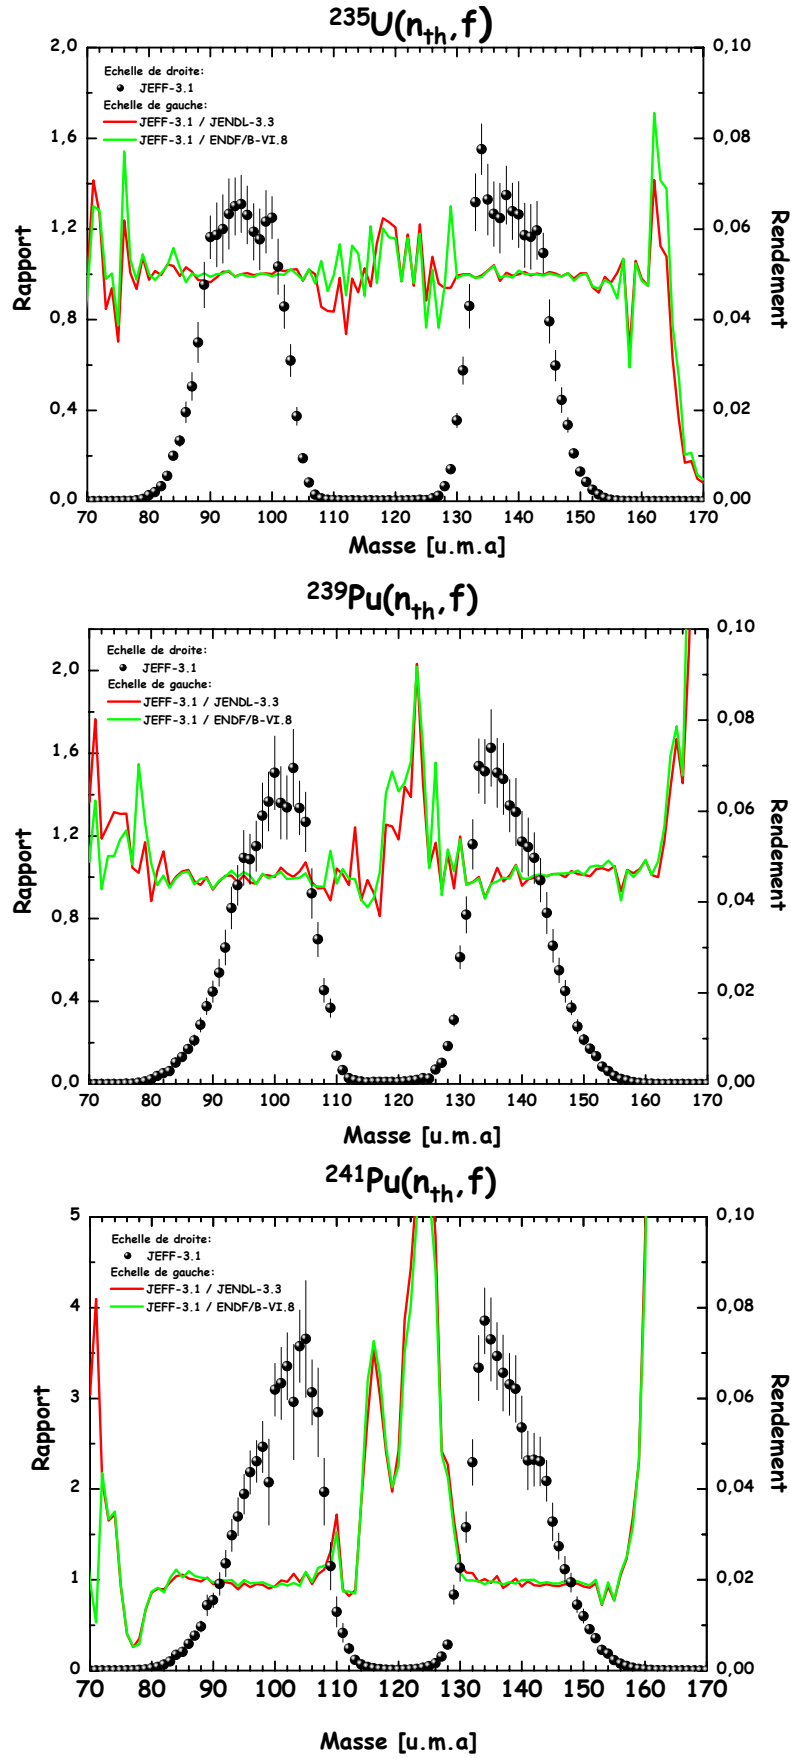 235U(nth,f)
2,0
1,6
1,2
0,8
0,4
0,0
Rapport
Echelle de droite:
JEFF-3.1
Echelle de gauche:
JEFF-3.1 / JENDL-3.3
JEFF-3.1 / ENDF/B-VI.8
0,10
0,08
0,06
0,04
0,02
0,00
Rendement
70 80 90 100 110 120 130 140 150 160 170
Masse [u.m.a]
239Pu(nth,f)
2,0
1,6
1,2
0,8
0,4
0,0
Rapport
Echelle de droite:
JEFF-3.1
Echelle de gauche:
JEFF-3.1 / JENDL-3.3
JEFF-3.1 / ENDF/B-VI.8
0,10
0,08
0,06
0,04
0,02
0,00
Rendement
70 80 90 100 110 120 130 140 150 160 170
Masse [u.m.a]
241Pu(nth,f)
5
4
3
2
1
0
Rapport
Echelle de droite:
JEFF-3.1
Echelle de gauche:
JEFF-3.1 / JENDL-3.3
JEFF-3.1 / ENDF/B-VI.8
0,10
0,08
0,06
0,04
0,02
0,00
Rendement
70 80 90 100 110 120 130 140 150 160 170
Masse [u.m.a]